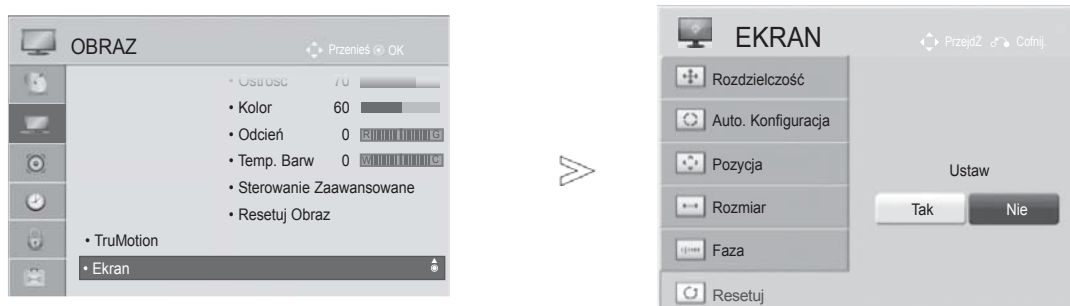 OBRAZ
Przenieś OK
• Ostrość 70
• Kolor 60
• Odcień 0 R G
• Temp. Barw 0 W C
• Sterowanie Zaawansowane
• Resetuj Obraz
• TruMotion
• Ekran
EKRAN
PrzejdŹ Cofnij.
Rozdzielczość
Auto. Konfiguracja
Pozycja
Rozmiar
Faza
Resetuj
Ustaw
Tak Nie